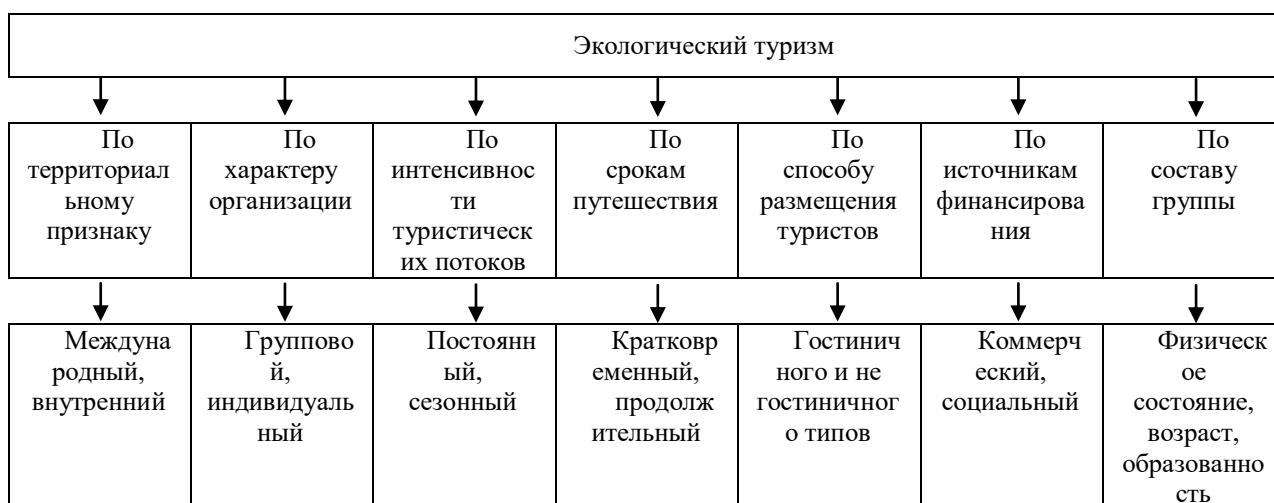 Экологический туризм
По
территориал
ьному
признаку
По
характеру
организации
По
интенсивнос
ти
туристическ
их потоков
По
срокам
путешествия
По
способу
размещения
туристов
По
источникам
финансирова
ния
По
составу
группы
Междуна
родный,
внутренний
Группово
й,
индивидуаль
ный
Постоянн
ый,
сезонный
Кратковр
еменный,
продолж
ительный
Гостинич
ного и не
гостинично­г
о типов
Коммерч
еский,
социальный
Физическ
ое
состояние,
возраст,
образованно
сть